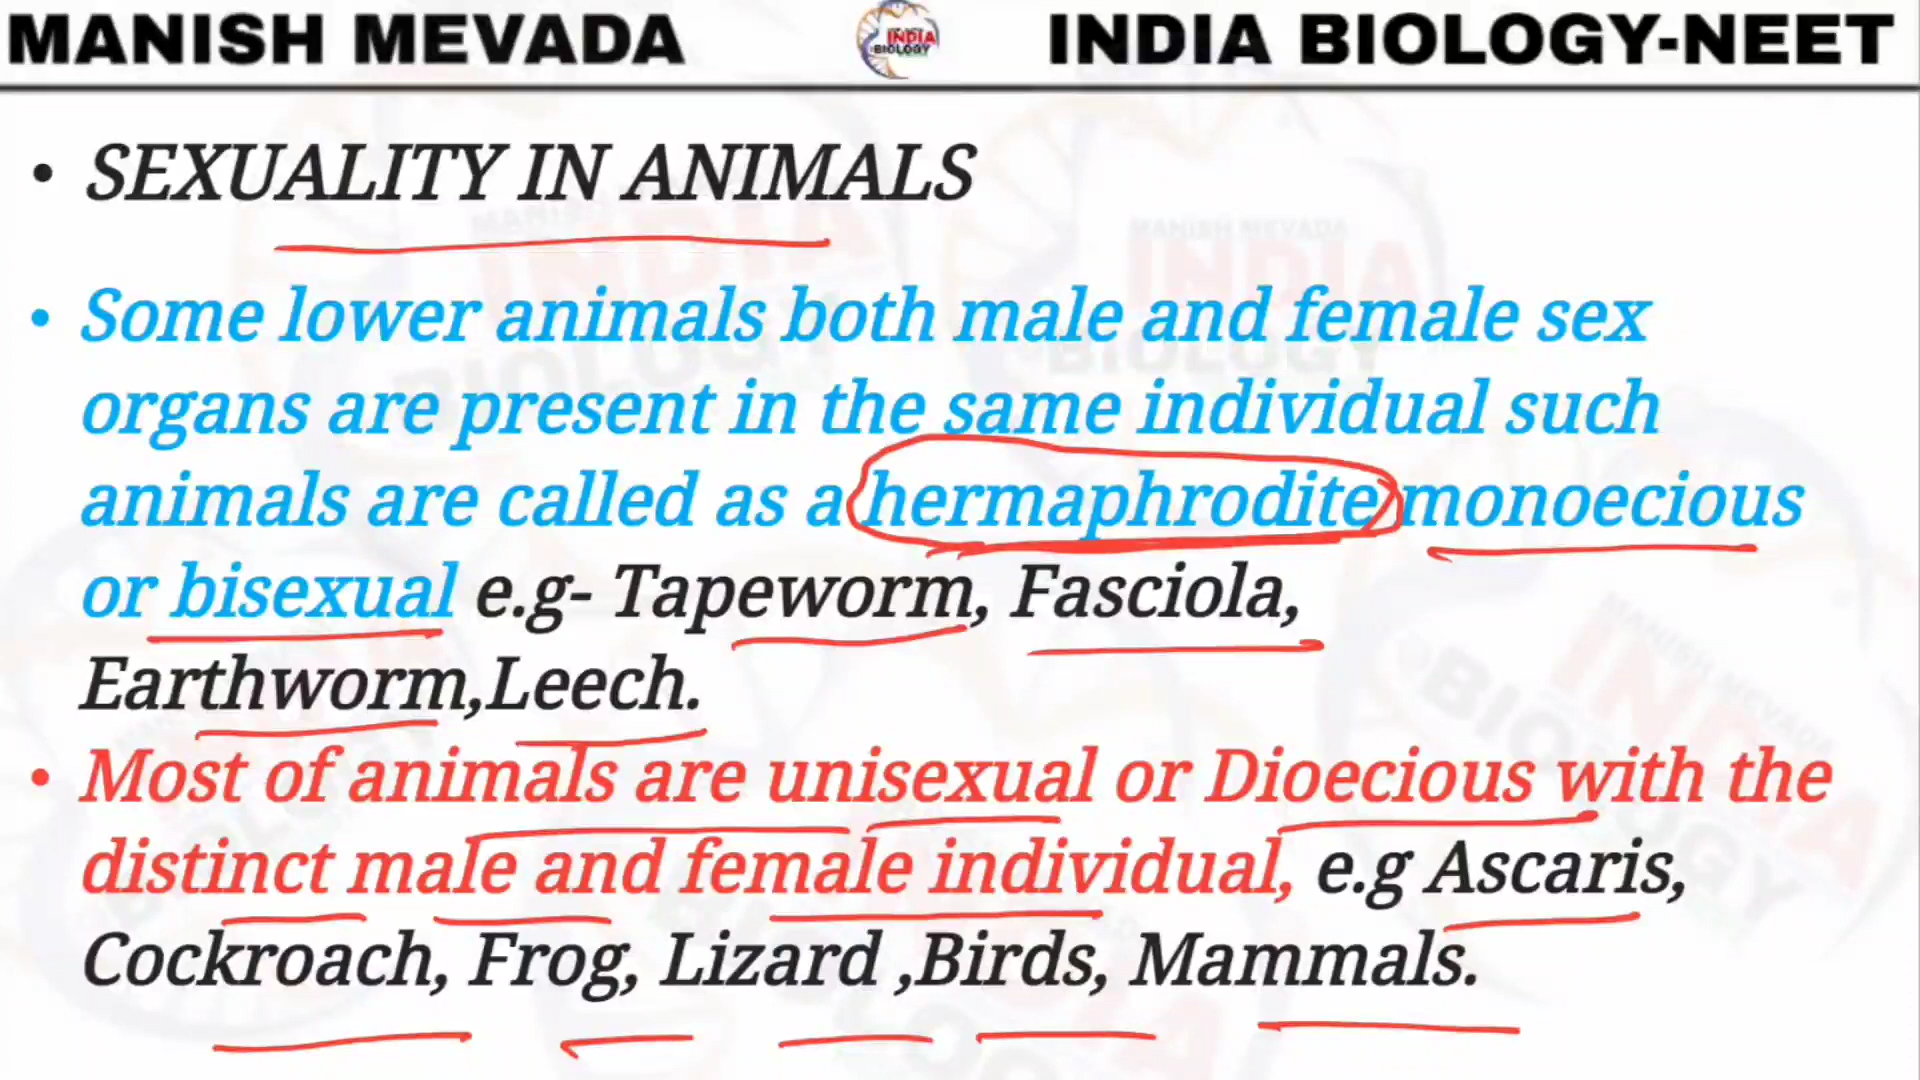 MANISH MEVADA
INDIA BIOLOGY
INDIA BIOLOGY-NEET
• SEXUALITY IN ANIMALS
• Some lower animals both male and female sex
organs are present in the same individual such
animals are called as a hermaphrodite monoecious
or bisexual e.g- Tapeworm, Fasciola,
Earthworm,Leech.
• Most of animals are unisexual or Dioecious with the
distinct male and female individual, e.g Ascaris,
Cockroach, Frog, Lizard ,Birds, Mammals.